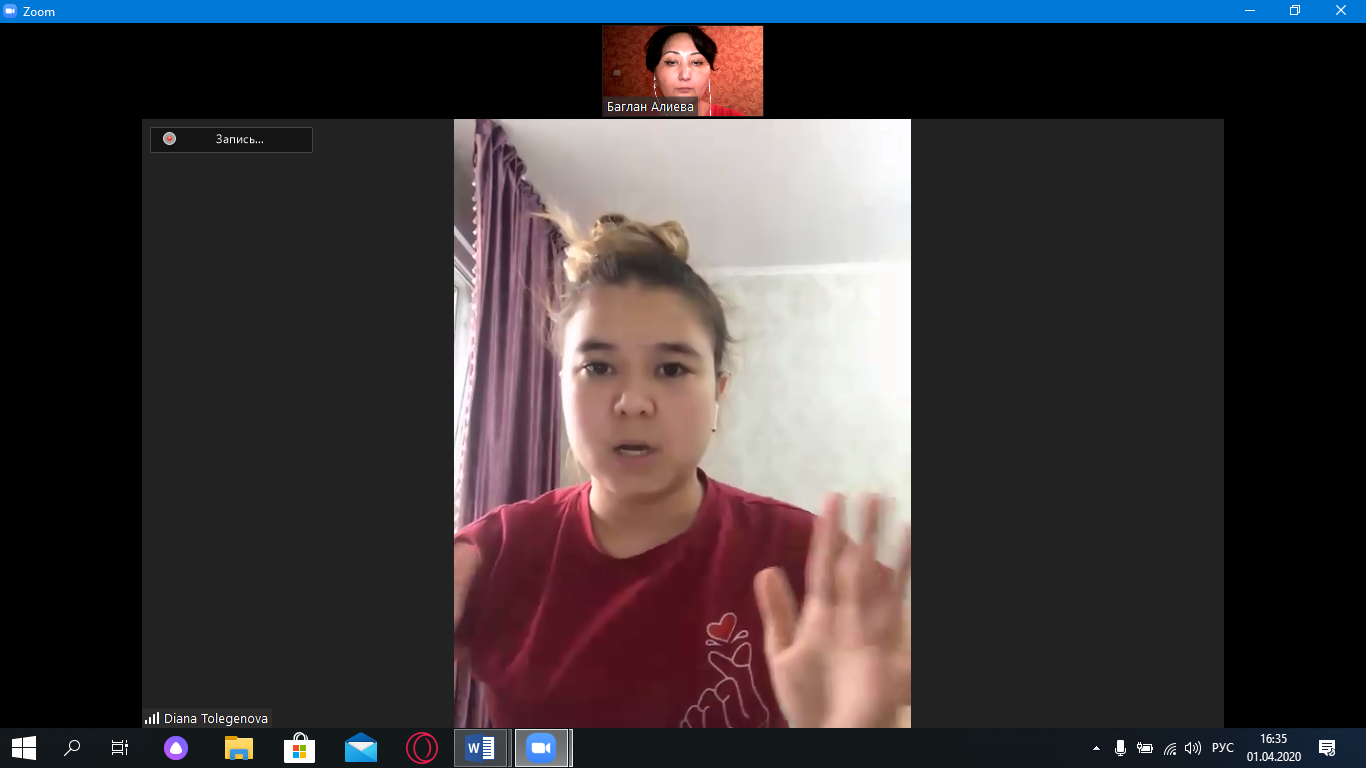 Zoom
Баглан Алиева
Запись...
Diana Tolegenova
W
РУС
16:35
01.04.2020